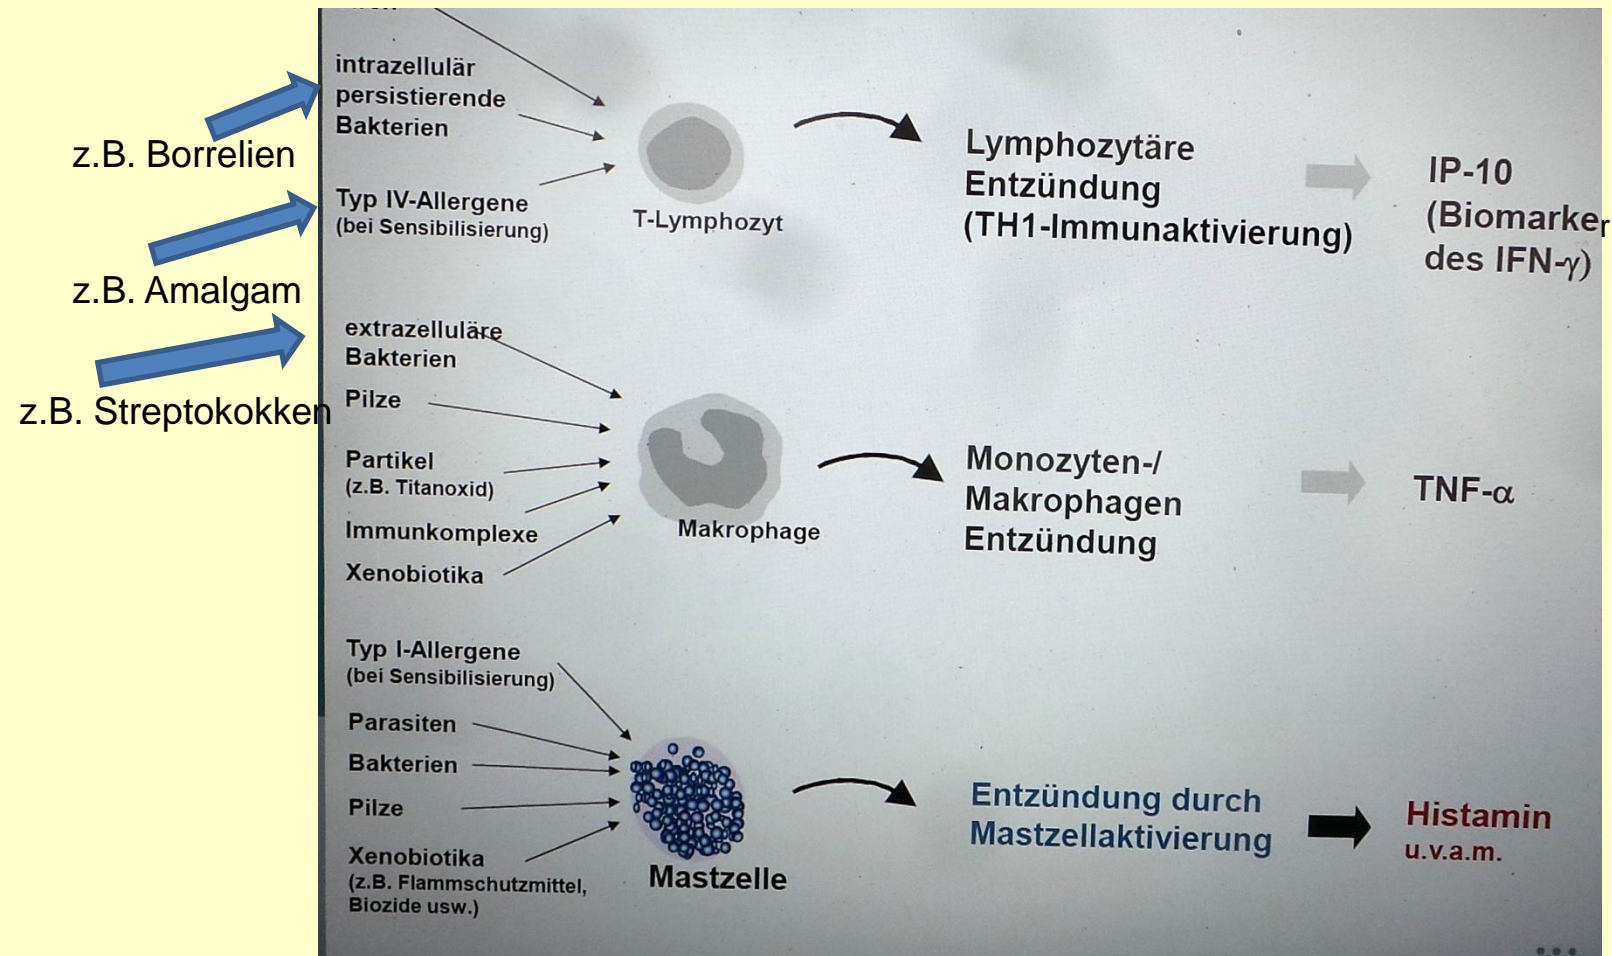 intrazellulär
persistierende
Bakterien
z.B. Borrelien
Typ IV-Allergene
(bei Sensibilisierung)
z.B. Amalgam
T-Lymphozyt
Lymphozytäre
Entzündung
(TH1-Immunaktivierung)
IP-10
(Biomarker
des IFN-γ)
extrazelluläre
Bakterien
z.B. Streptokokken
Pilze
Partikel
(z.B. Titanoxid)
Immunkomplexe
Xenobiotika
Makrophage
Monozyten-/
Makrophagen
Entzündung
TNF-α
Typ I-Allergene
(bei Sensibilisierung)
Parasiten
Bakterien
Pilze
Xenobiotika
(z.B. Flammschutzmittel,
Biozide usw.)
Mastzelle
Entzündung durch
Mastzellaktivierung
Histamin
u.v.a.m.